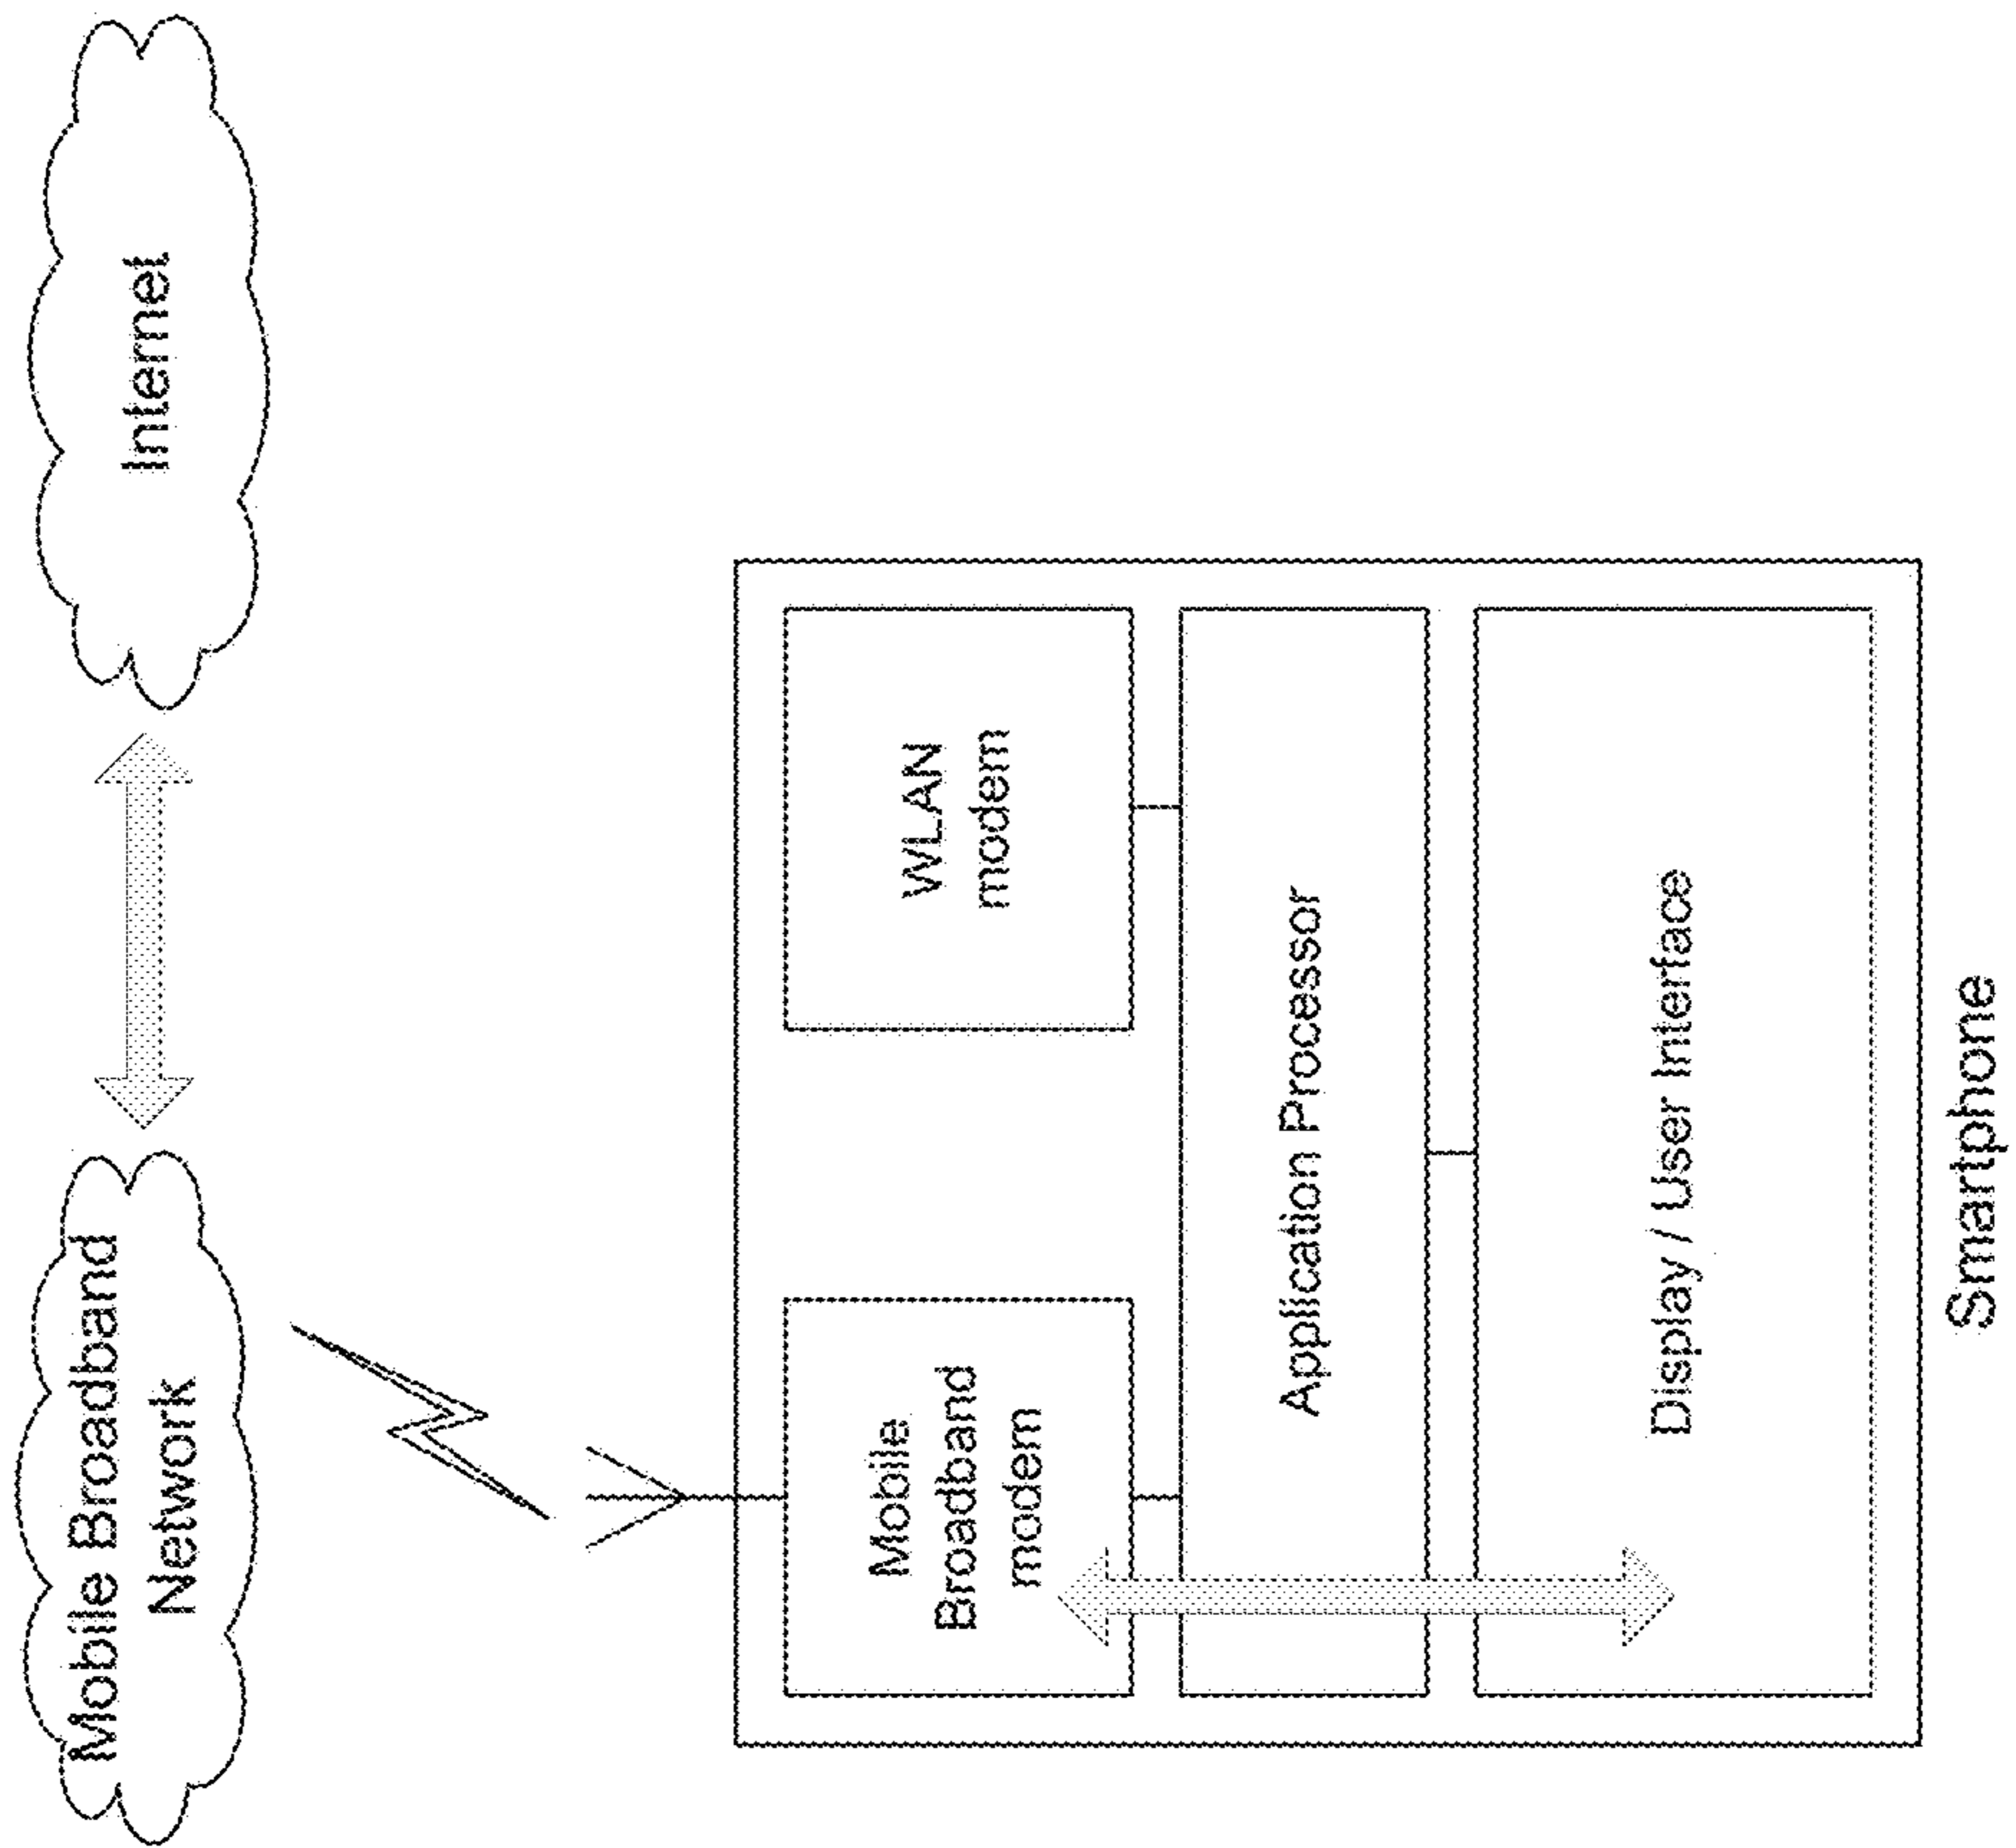 Mobile Broadband
Network
Internet
Mobile
Broadband
modem
WLAN
modem
Application Processor
Display / User Interface
Smartphone